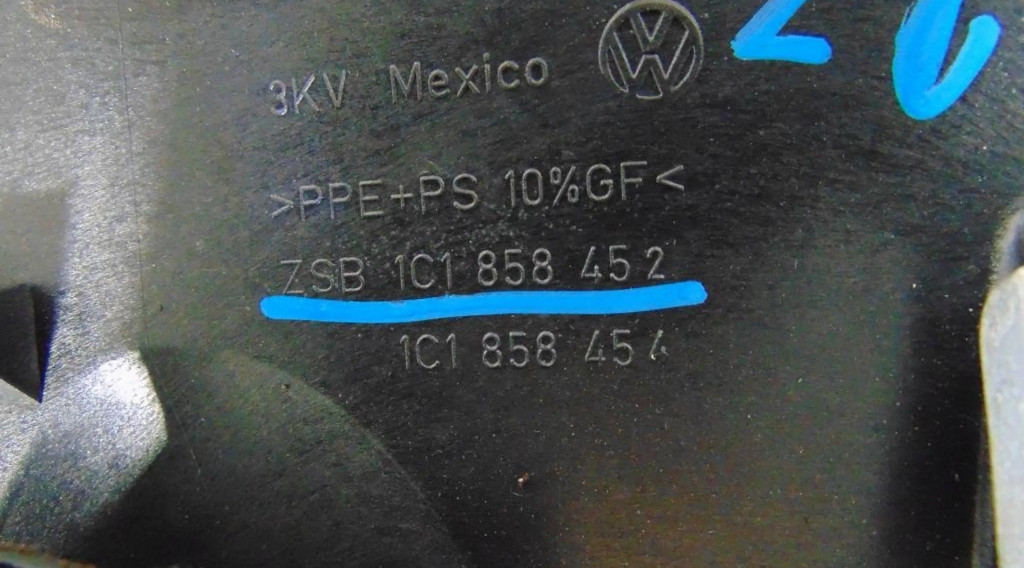 3KV Mexico
>PPE+PS 10%GF<
ZSB 1C1 858 452
1C1 858 454